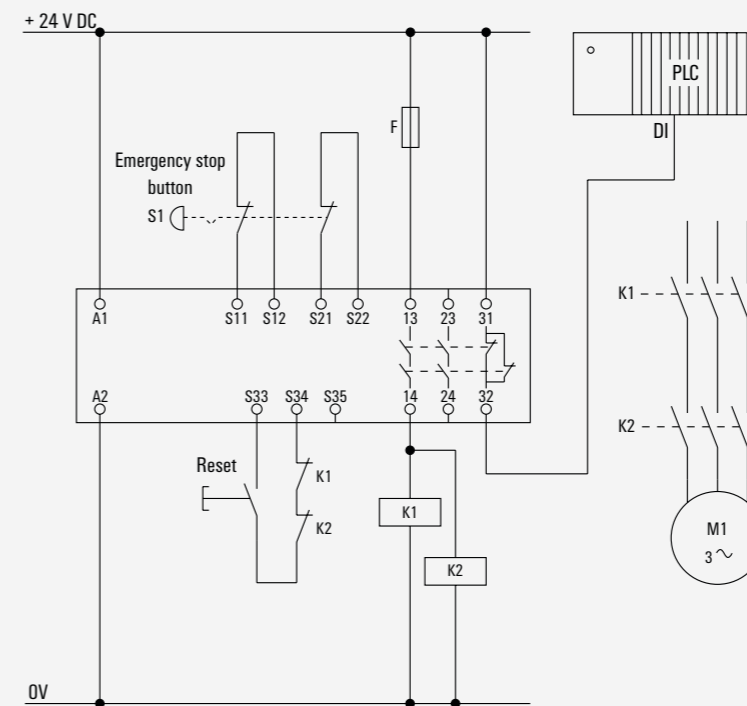 + 24 V DC
PLC
DI
F
Emergency stop
button
S1
K1
A1
S11
S12
S21
S22
13
23
31
A2
S33
S34
S35
14
24
32
K2
Reset
K1
K2
K1
K2
M1
3~
0V